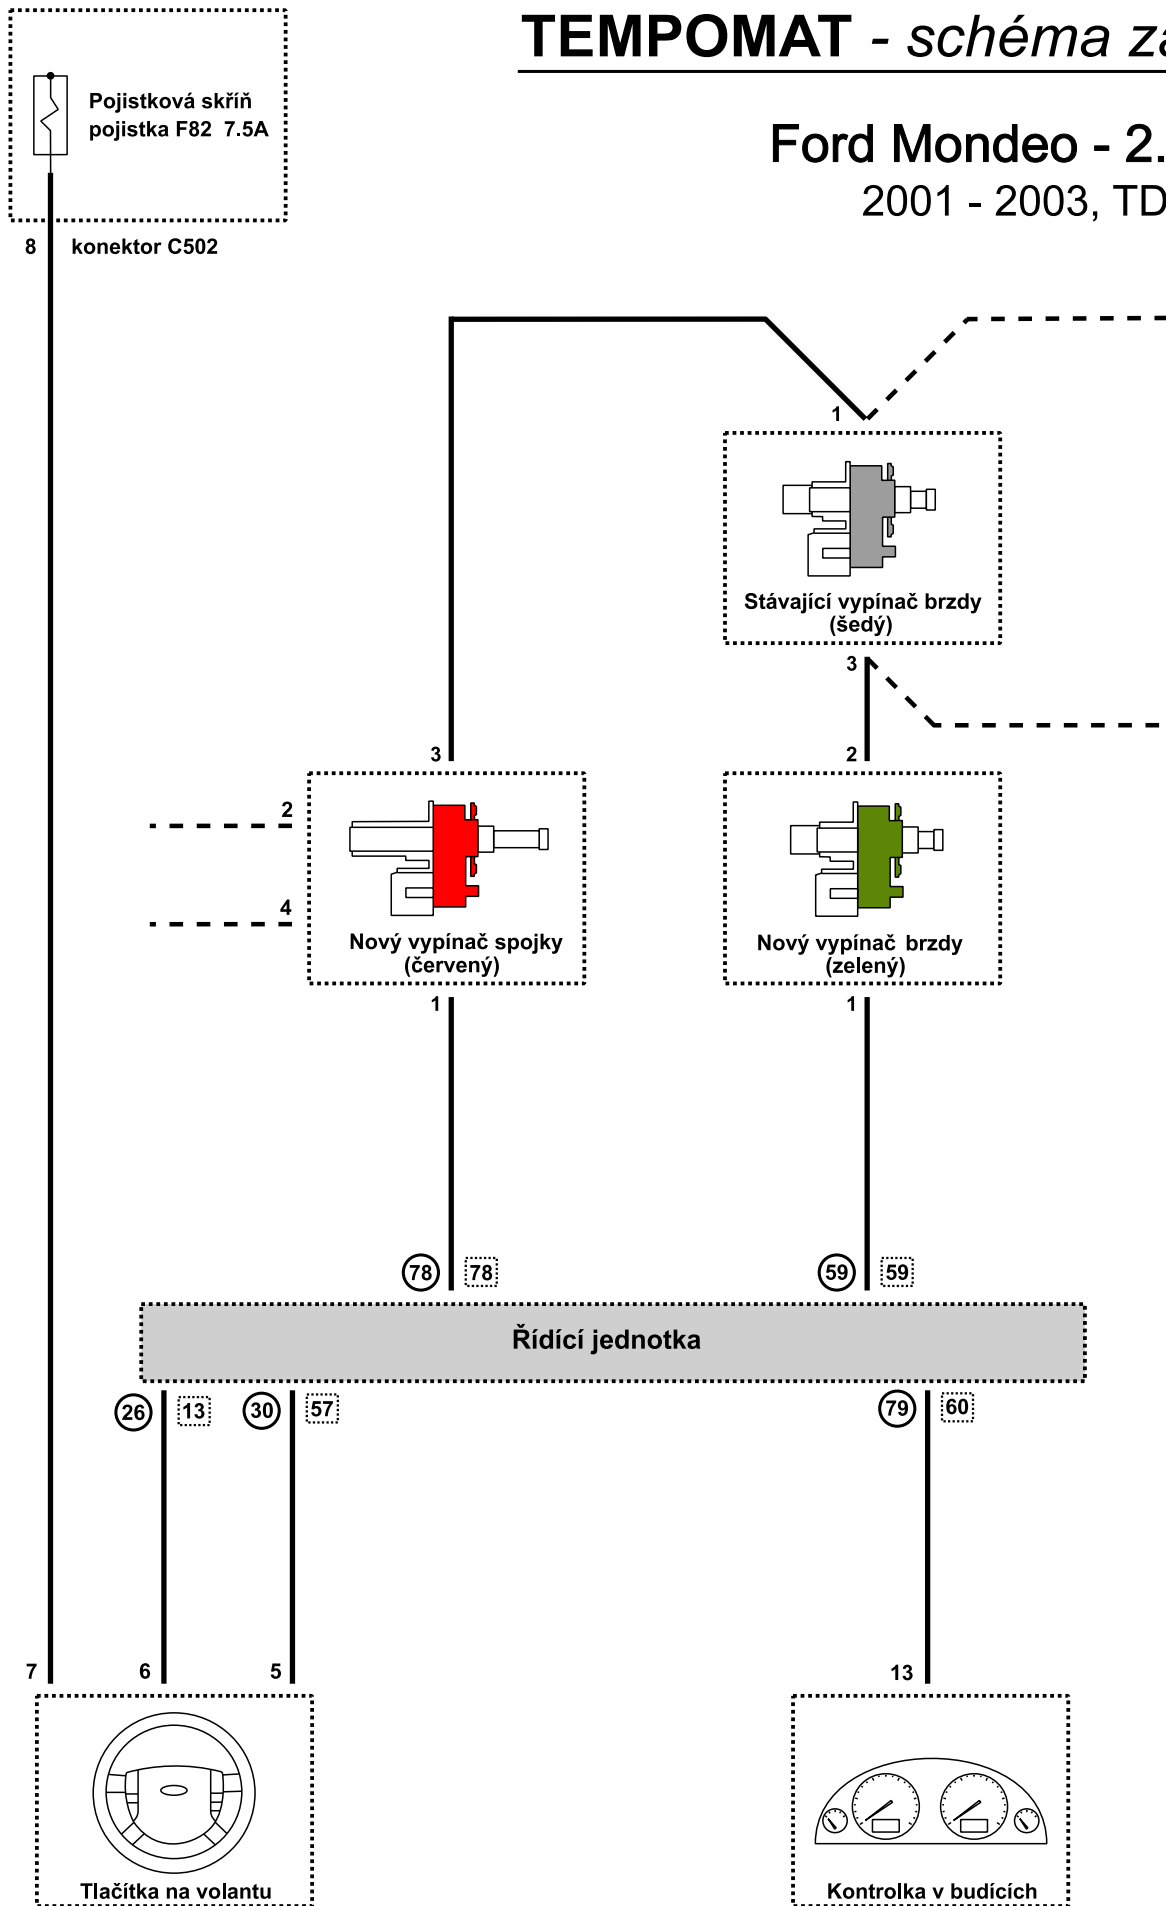 TEMPOMAT - schéma
Pojistková skříň
pojistka F82 7.5A
Ford Mondeo - 2.
2001 - 2003, TD
8 konektor C502
1
Stávající vypínač brzdy
(šedý)
3
3
2
2
4
Nový vypínač spojky
(červený)
Nový vypínač brzdy
(zelený)
1
1
78 78
59 59
Řídící jednotka
26 13
30 57
79 60
7
6
5
13
Tlačítka na volantu
Kontrolka v budících